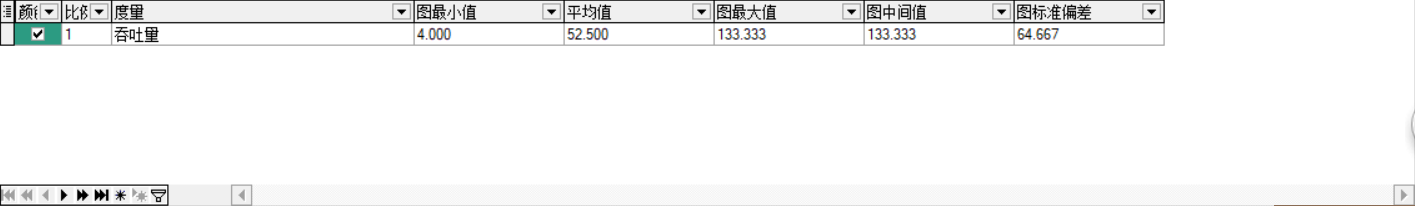 颜 比 度量 图最小值 平均值 图最大值 图中间值 图标准偏差
1 吞吐量 4.000 52.500 133.333 133.333 64.667